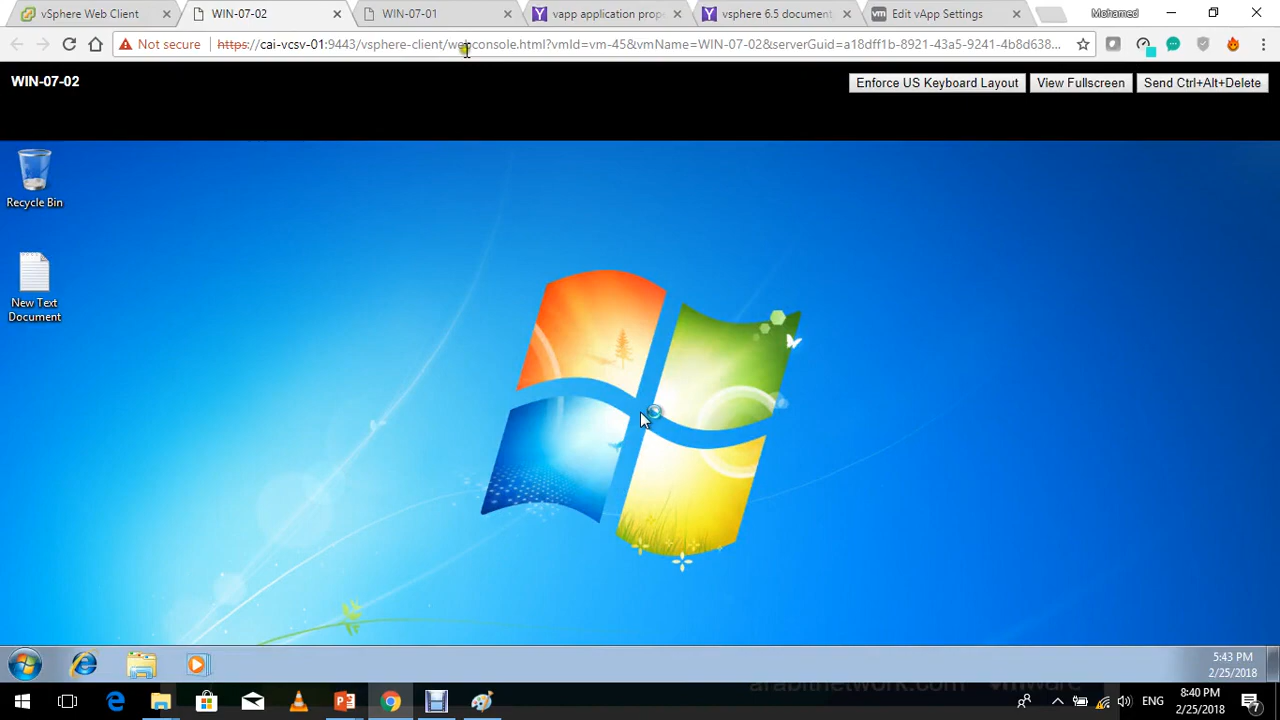 vSphere Web Client
WIN-07-02
WIN-07-01
vapp application prop
vsphere 6.5 document
vm Edit vApp Settings
Mohamed
Not secure https://cai-vcsv-01:9443/vsphere-client/webconsole.html?vmId=vm-45&vmName=WIN-07-02&serverGuid=a18dff1b-8921-43a5-9241-4b8d638...
WIN-07-02
Enforce US Keyboard Layout
View Fullscreen
Send Ctrl+Alt+Delete
Recycle Bin
New Text
Document
5:43 PM
2/25/2018
arabitnetwork.com vmware
ENG
8:40 PM
2/25/2018
7